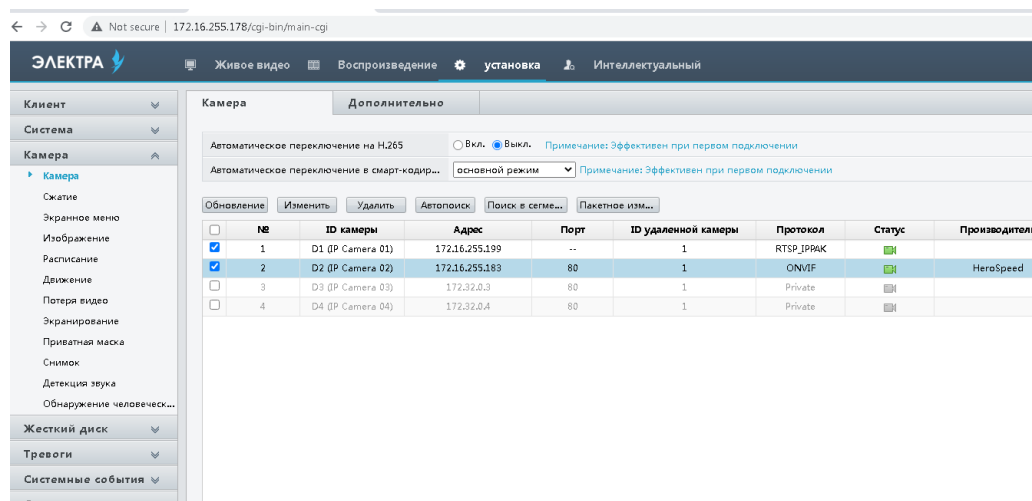 Not secure | 172.16.255.178/cgi-bin/main-cgi
ЭЛЕКТРА Живое видео Воспроизведение установка Интеллектуальный
Клиент
Система
Камера
Камера
Сжатие
Экранное меню
Изображение
Расписание
Движение
Потеря видео
Экранирование
Приватная маска
Снимок
Детекция звука
Обнаружение человеческ...
Жесткий диск
Тревоги
Системные события
Камера Дополнительно
Автоматическое переключение на H.265 Вкл. Выкл. Примечание: Эффективен при первом подключении
Автоматическое переключение в смарт-кодир... основной режим Примечание: Эффективен при первом подключении
Обновление Изменить Удалить Автопоиск Поиск в сегме... Пакетное изм...
№ ID камеры Адрес Порт ID удаленной камеры Протокол Статус Производитель
1 D1 (IP Camera 01) 172.16.255.199 -- 1 RTSP_IPPAK
2 D2 (IP Camera 02) 172.16.255.183 80 1 ONVIF HeroSpeed
3 D3 (IP Camera 03) 172.32.0.3 80 1 Private
4 D4 (IP Camera 04) 172.32.0.4 80 1 Private